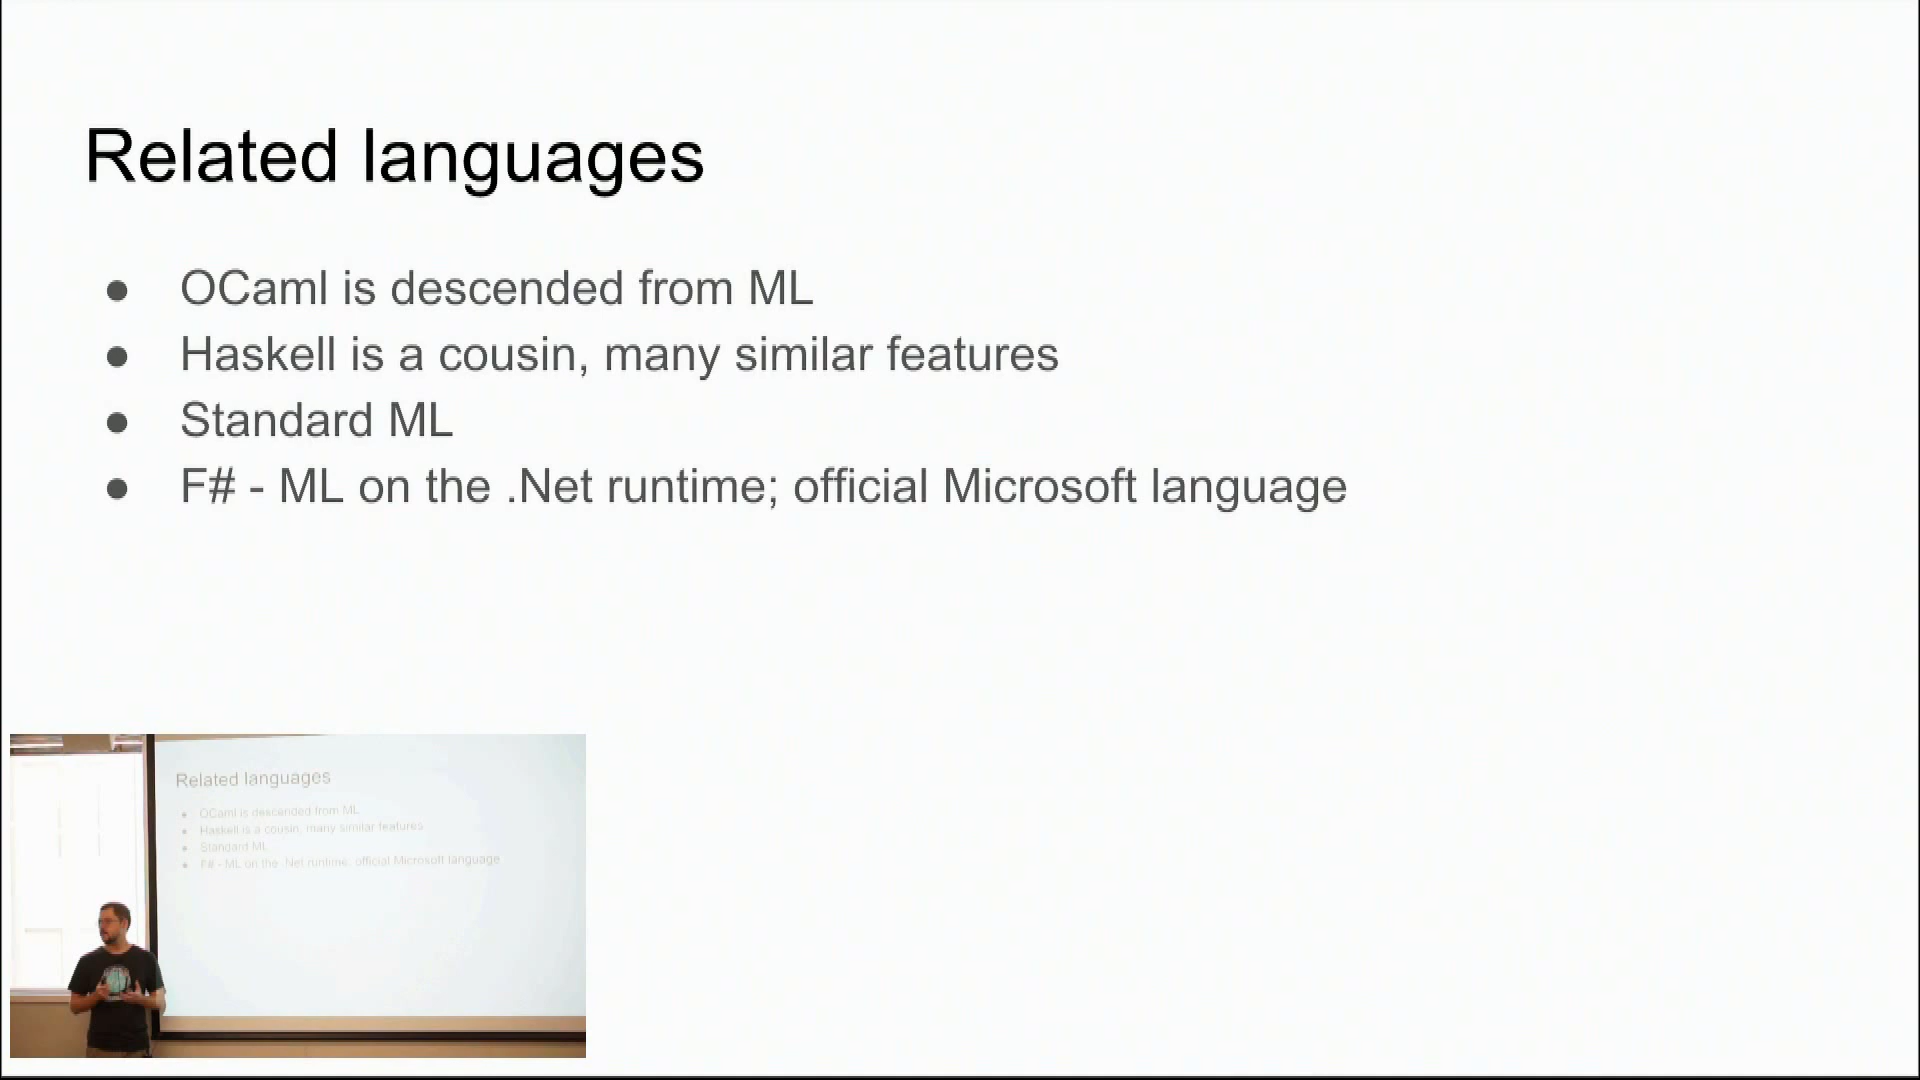 Related languages
● OCaml is descended from ML
● Haskell is a cousin, many similar features
● Standard ML
● F# - ML on the .Net runtime; official Microsoft language
Related languages
● OCaml is descended from ML
● Haskell is a cousin, many similar features
● Standard ML
● F# - ML on the .Net runtime; official Microsoft language